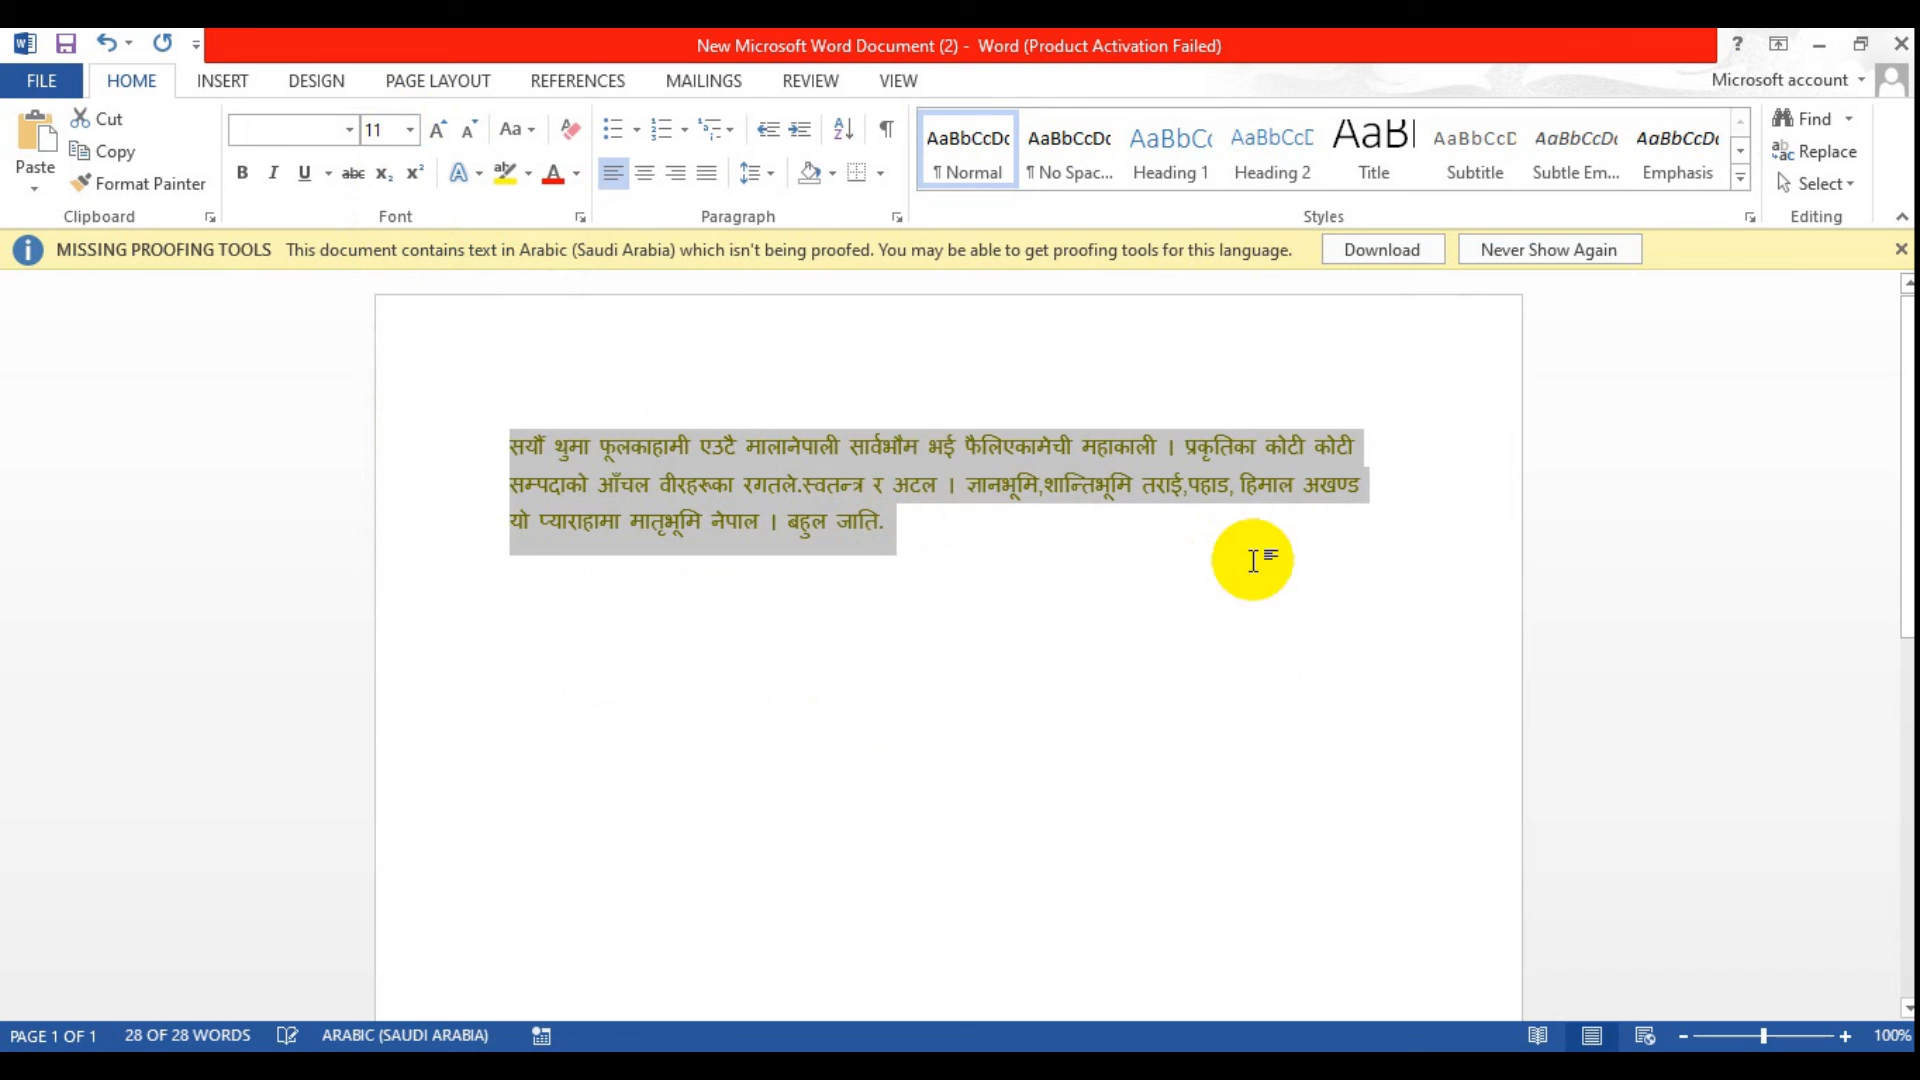 New Microsoft Word Document (2) - Word (Product Activation Failed)
FILE HOME INSERT DESIGN PAGE LAYOUT REFERENCES MAILINGS REVIEW VIEW Microsoft account
Paste Cut Copy Format Painter
Clipboard
11 Aa
B I U abc X₂ X² A ab A
Font
Paragraph
AaBbCcDc AaBbCcDc AaBbC( AaBbCcD AaB AaBbCcD AaBbCcDc AaBbCcDc
¶ Normal ¶ No Spac... Heading 1 Heading 2 Title Subtitle Subtle Em... Emphasis
Styles
Find
Replace
Select
Editing
MISSING PROOFING TOOLS This document contains text in Arabic (Saudi Arabia) which isn't being proofed. You may be able to get proofing tools for this language. Download Never Show Again
सयौं थुमा फूलकाहामी एउटै मालानेपाली सार्वभौम भई फैलिएकामेची महाकाली । प्रकृतिका कोटी कोटी
सम्पदाको आँचल वीरहरूका रगतले.स्वतन्त्र र अटल । ज्ञानभूमि,शान्तिभूमि तराई,पहाड, हिमाल अखण्ड
यो प्याराहामा मातृभूमि नेपाल । बहुल जाति.
PAGE 1 OF 1 28 OF 28 WORDS ARABIC (SAUDI ARABIA) 100%